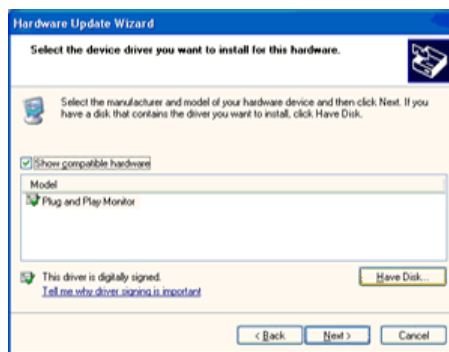 Hardware Update Wizard
Select the device driver you want to install for this hardware.
Select the manufacturer and model of your hardware device and then click Next. If you
have a disk that contains the driver you want to install, click Have Disk.
Show compatible hardware
Model
Plug and Play Monitor
This driver is digitally signed.
Have Disk...
Tell me why driver signing is important
< Back
Next >
Cancel